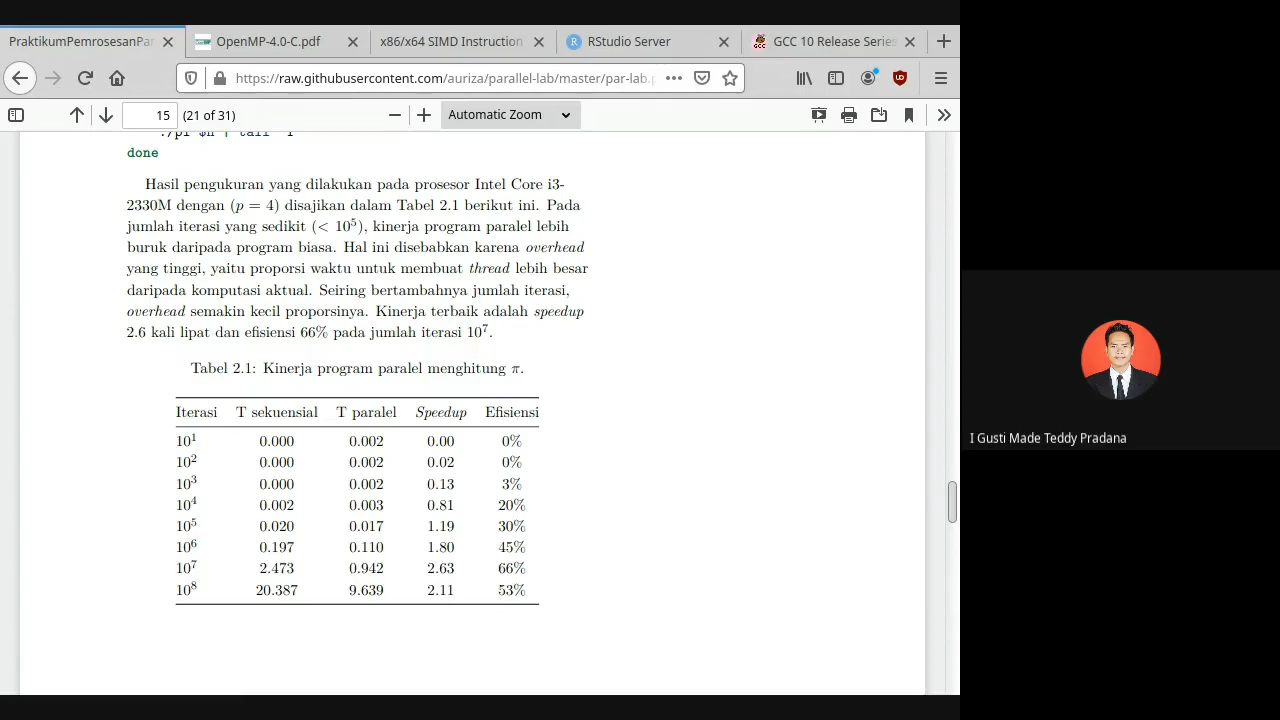 PraktikumPemrosesanPar
OpenMP-4.0-C.pdf
x86/x64 SIMD Instruction
RStudio Server
GCC 10 Release Series
https://raw.githubusercontent.com/auriza/parallel-lab/master/par-lab.p
15 (21 of 31)
Automatic Zoom
./pi $n | tail -1
done
Hasil pengukuran yang dilakukan pada prosesor Intel Core i3-
2330M dengan (p = 4) disajikan dalam Tabel 2.1 berikut ini. Pada
jumlah iterasi yang sedikit (< 10⁵), kinerja program paralel lebih
buruk daripada program biasa. Hal ini disebabkan karena overhead
yang tinggi, yaitu proporsi waktu untuk membuat thread lebih besar
daripada komputasi aktual. Seiring bertambahnya jumlah iterasi,
overhead semakin kecil proporsinya. Kinerja terbaik adalah speedup
2.6 kali lipat dan efisiensi 66% pada jumlah iterasi 10⁷.
Tabel 2.1: Kinerja program paralel menghitung π.
Iterasi T sekuensial T paralel Speedup Efisiensi
10¹ 0.000 0.002 0.00 0%
10² 0.000 0.002 0.02 0%
10³ 0.000 0.002 0.13 3%
10⁴ 0.002 0.003 0.81 20%
10⁵ 0.020 0.017 1.19 30%
10⁶ 0.197 0.110 1.80 45%
10⁷ 2.473 0.942 2.63 66%
10⁸ 20.387 9.639 2.11 53%
I Gusti Made Teddy Pradana